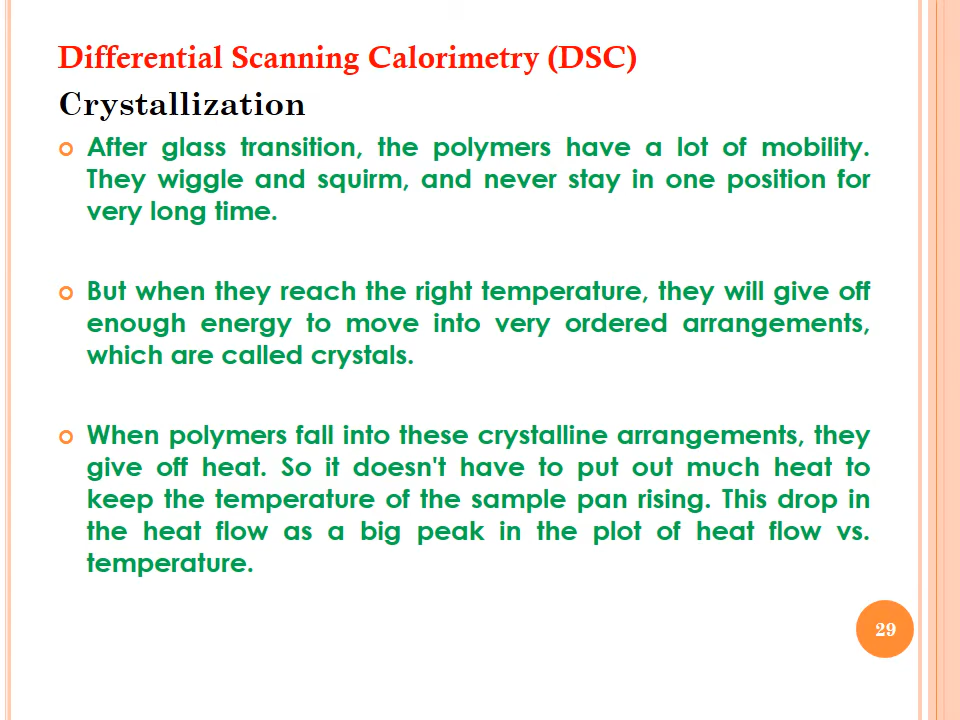 Differential Scanning Calorimetry (DSC)
Crystallization
After glass transition, the polymers have a lot of mobility.
They wiggle and squirm, and never stay in one position for
very long time.
But when they reach the right temperature, they will give off
enough energy to move into very ordered arrangements,
which are called crystals.
When polymers fall into these crystalline arrangements, they
give off heat. So it doesn't have to put out much heat to
keep the temperature of the sample pan rising. This drop in
the heat flow as a big peak in the plot of heat flow vs.
temperature.
29